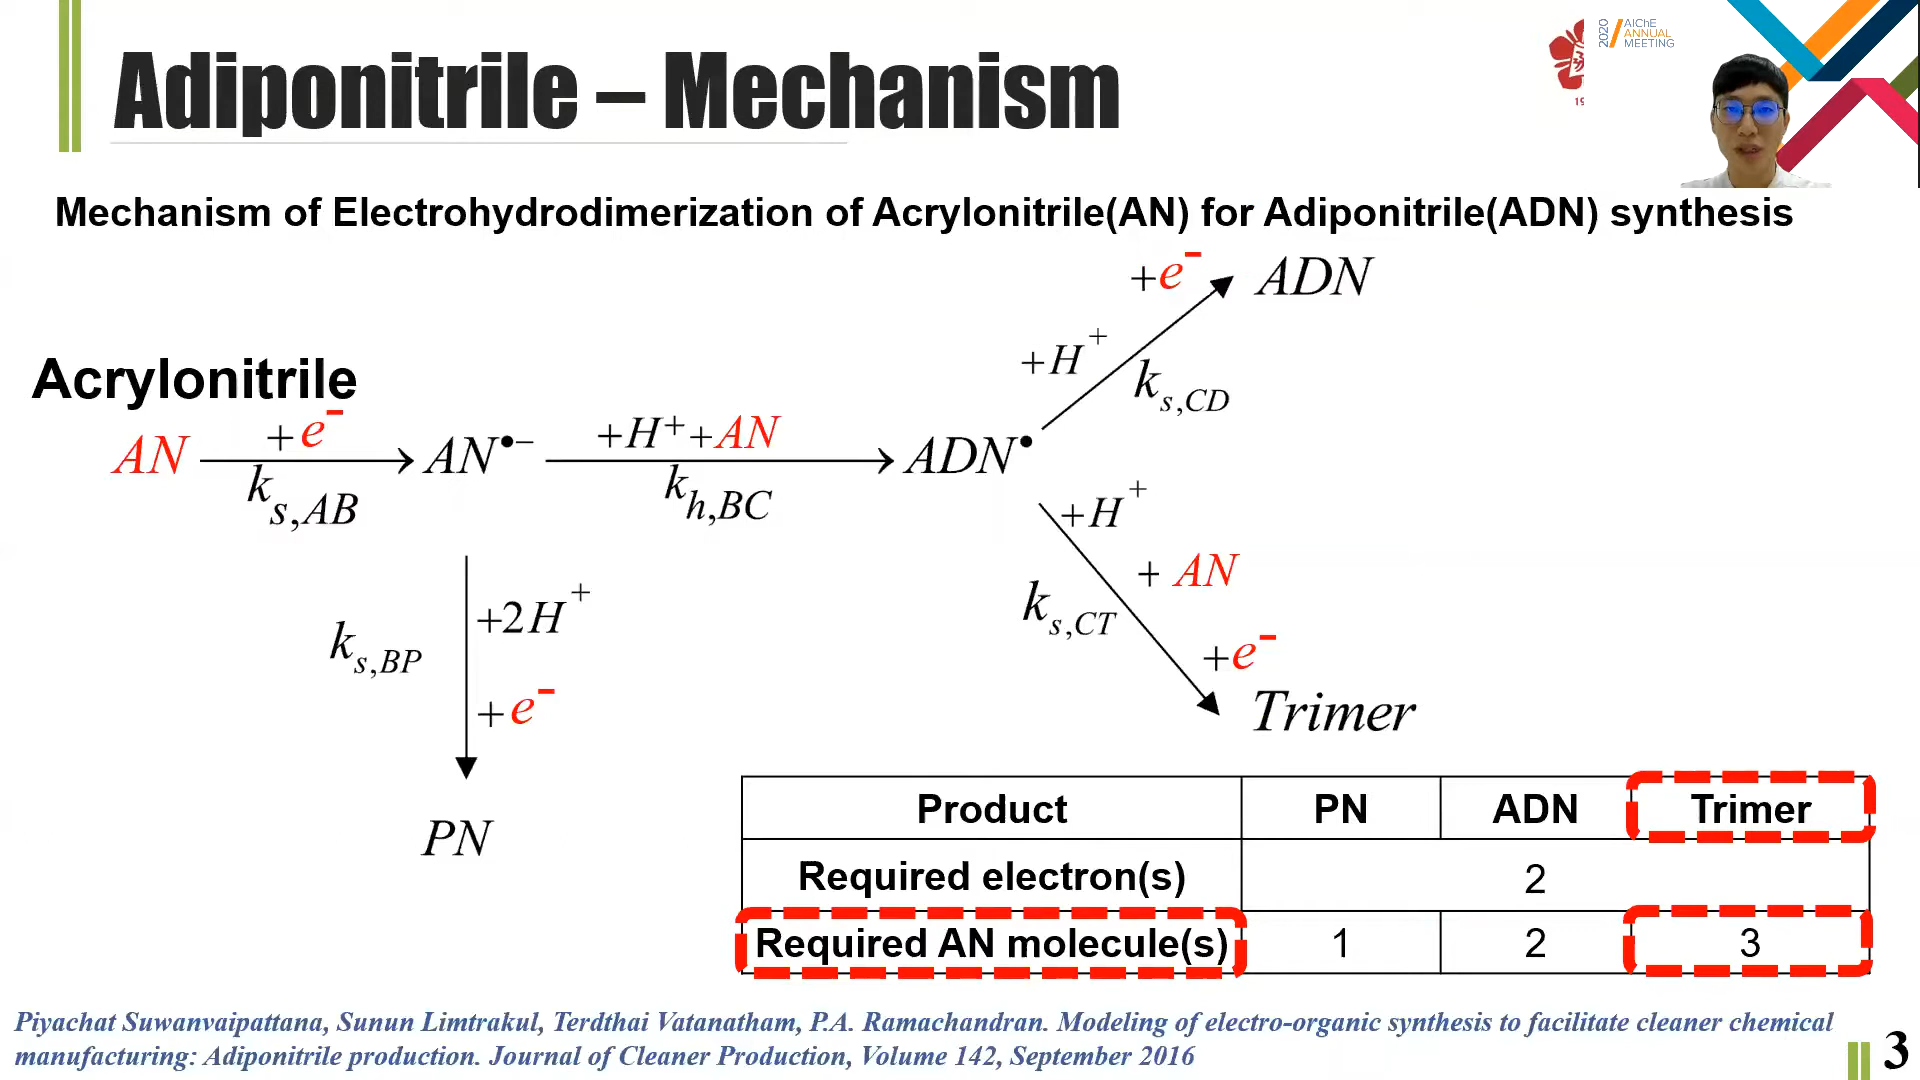 2020 AIChE
ANNUAL
MEETING
Adiponitrile – Mechanism
Mechanism of Electrohydrodimerization of Acrylonitrile(AN) for Adiponitrile(ADN) synthesis
Acrylonitrile
AN
+ e⁻
k s,AB
AN•–
+H⁺+AN
k h,BC
ADN•
+H⁺
+e⁻
k s,CD
ADN
+H⁺
+ AN
+e⁻
k s,CT
Trimer
k s,BP
+2H⁺
+e⁻
PN
Product PN ADN Trimer
Required electron(s) 2
Required AN molecule(s) 1 2 3
Piyachat Suwanvaipattana, Sunun Limtrakul, Terdthai Vatanatham, P.A. Ramachandran. Modeling of electro-organic synthesis to facilitate cleaner chemical
manufacturing: Adiponitrile production. Journal of Cleaner Production, Volume 142, September 2016
3